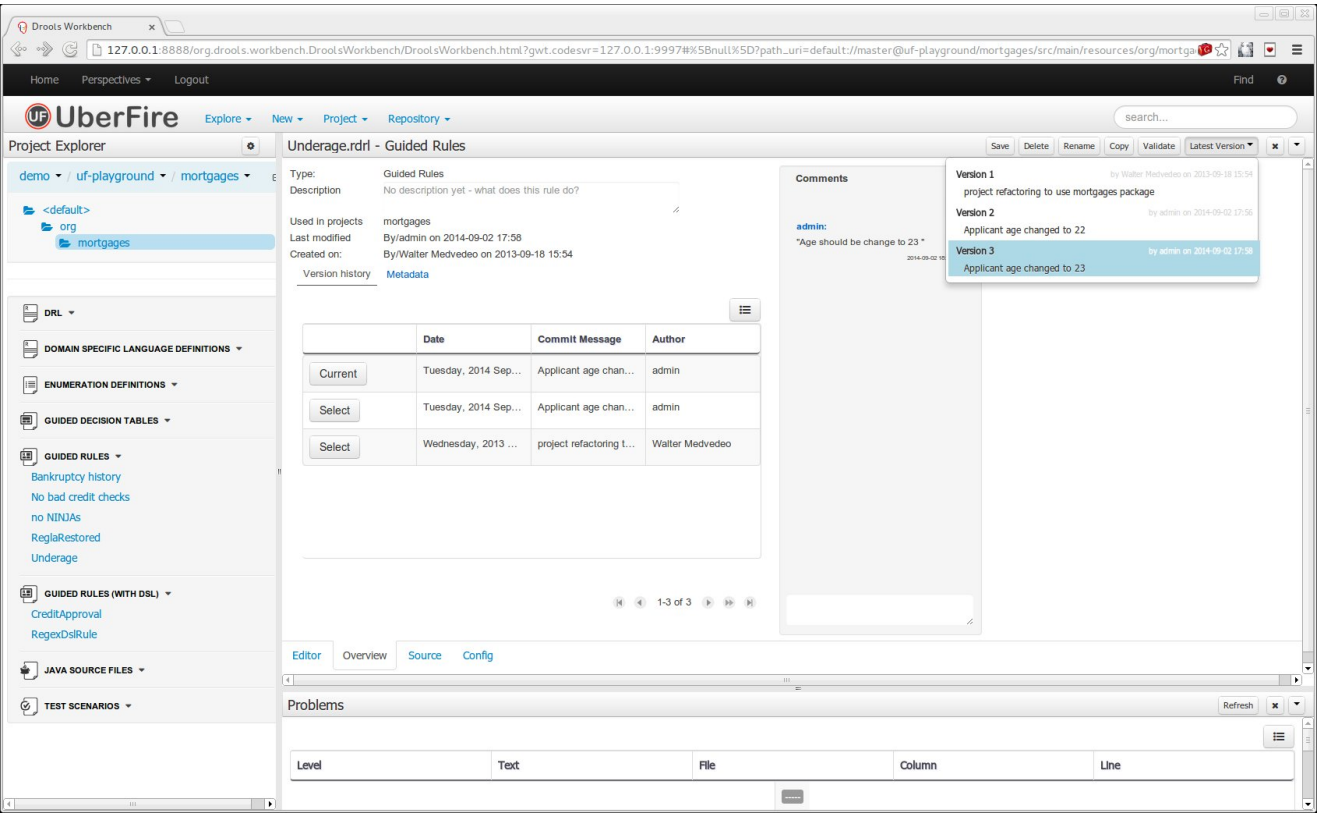 Drools Workbench
127.0.0.1:8888/org.drools.workbench.DroolsWorkbench/DroolsWorkbench.html?gwt.codesvr=127.0.0.1:9997#%5Bnull%5D?path_uri=default://master@uf-playground/mortgages/src/main/resources/org/mortga
Home Perspectives Logout Find
UF UberFire Explore New Project Repository search...
Project Explorer
demo / uf-playground / mortgages
<default>
org
mortgages
DRL
DOMAIN SPECIFIC LANGUAGE DEFINITIONS
ENUMERATION DEFINITIONS
GUIDED DECISION TABLES
GUIDED RULES
Bankruptcy history
No bad credit checks
no NINJAs
ReglaRestored
Underage
GUIDED RULES (WITH DSL)
CreditApproval
RegexDslRule
JAVA SOURCE FILES
TEST SCENARIOS
Underage.rdrl - Guided Rules
Save Delete Rename Copy Validate Latest Version
Type: Guided Rules
Description No description yet - what does this rule do?
Used in projects mortgages
Last modified By/admin on 2014-09-02 17:58
Created on: By/Walter Medvedeo on 2013-09-18 15:54
Version history Metadata
Date Commit Message Author
Current Tuesday, 2014 Sep... Applicant age chan... admin
Select Tuesday, 2014 Sep... Applicant age chan... admin
Select Wednesday, 2013 ... project refactoring t... Walter Medvedeo
1-3 of 3
Comments
admin:
"Age should be change to 23 "
2014-09-02
Version 1 by Walter Medvedeo on 2013-09-18 15:54
project refactoring to use mortgages package
Version 2 by admin on 2014-09-02 17:56
Applicant age changed to 22
Version 3 by admin on 2014-09-02 17:58
Applicant age changed to 23
Editor Overview Source Config
Problems Refresh
Level Text File Column Line